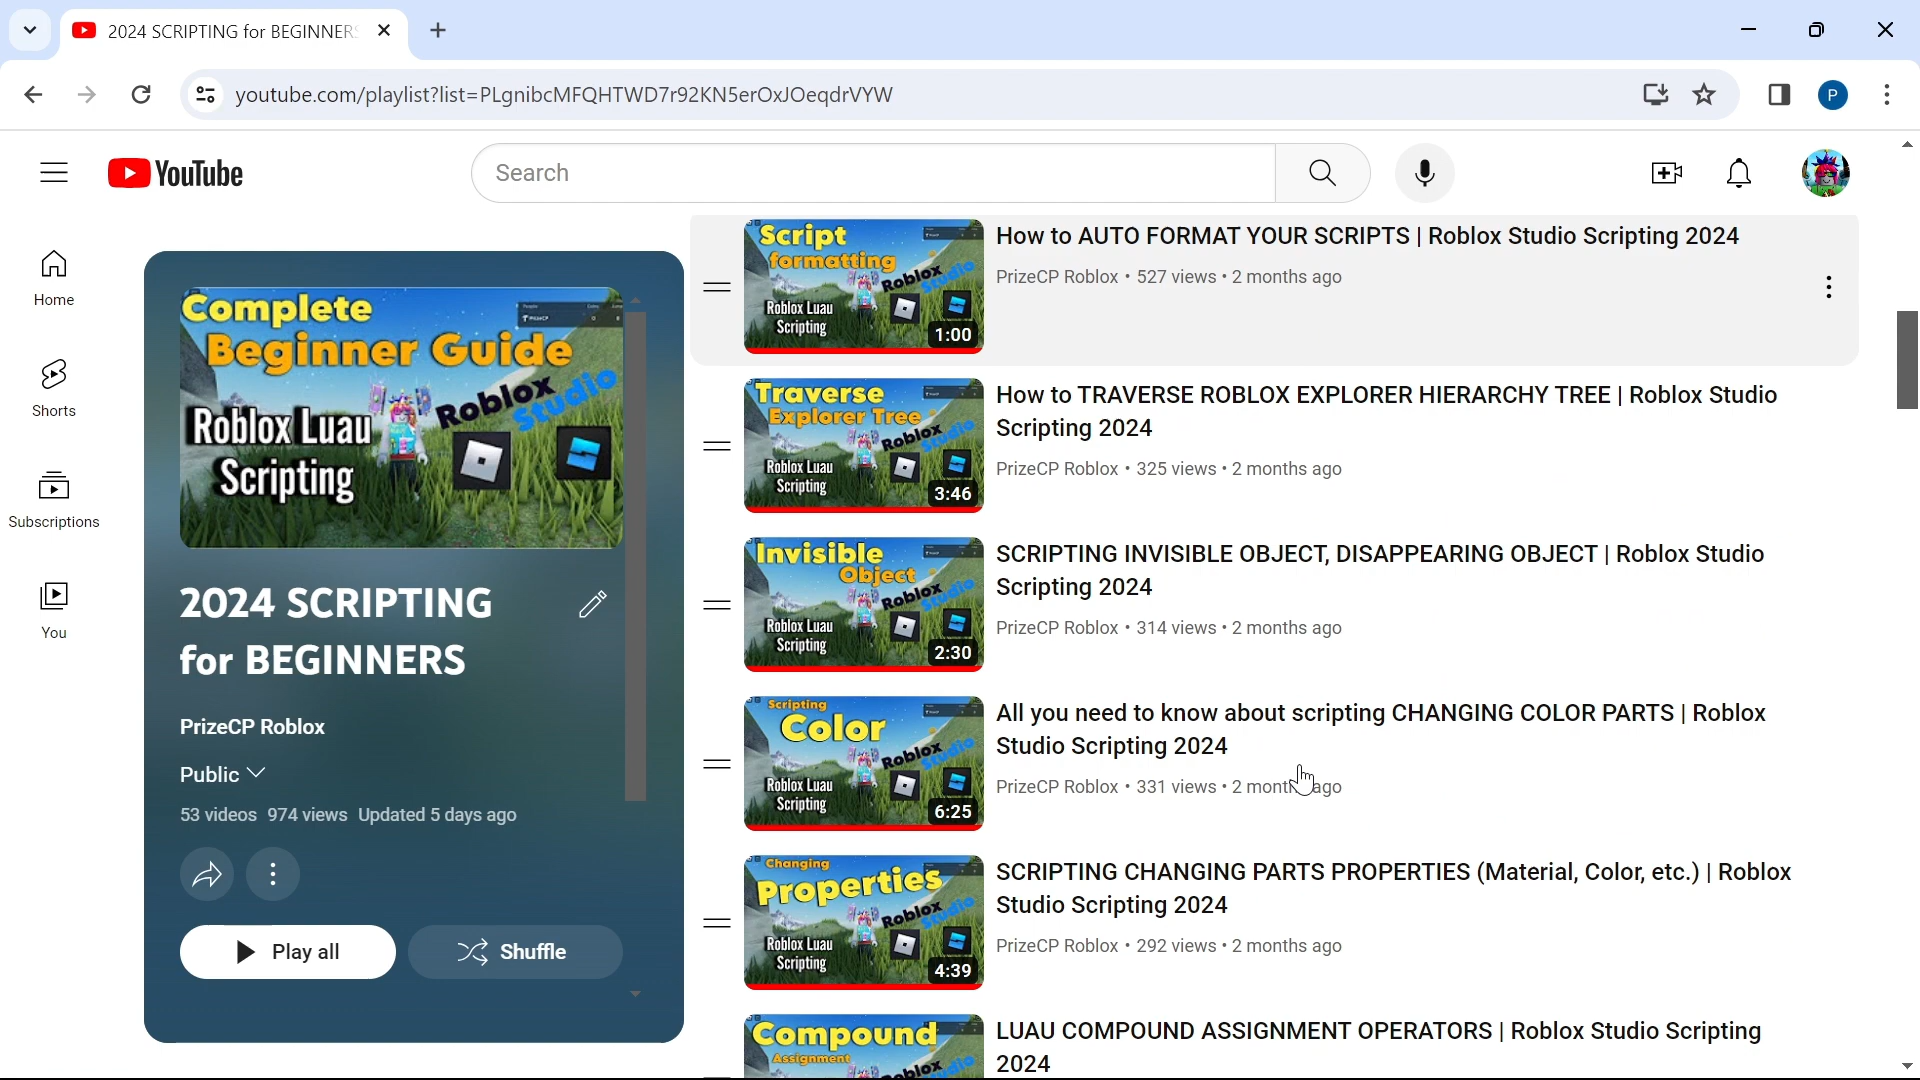 2024 SCRIPTING for BEGINNERS
youtube.com/playlist?list=PLgnibcMFQHTWD7r92KN5erOxJOeqdrVYW
P
YouTube
Search
Home
Shorts
Subscriptions
You
Complete
Beginner Guide
Roblox Luau
Scripting
Roblox
Studio
2024 SCRIPTING
for BEGINNERS
PrizeCP Roblox
Public
53 videos 974 views Updated 5 days ago
Play all
Shuffle
Script
formatting
Roblox
Roblox Luau
Scripting
1:00
How to AUTO FORMAT YOUR SCRIPTS | Roblox Studio Scripting 2024
PrizeCP Roblox • 527 views • 2 months ago
Traverse
Explorer Tree
Roblox
Studio
Roblox Luau
Scripting
3:46
How to TRAVERSE ROBLOX EXPLORER HIERARCHY TREE | Roblox Studio
Scripting 2024
PrizeCP Roblox • 325 views • 2 months ago
Invisible
Object
Roblox
Studio
Roblox Luau
Scripting
2:30
SCRIPTING INVISIBLE OBJECT, DISAPPEARING OBJECT | Roblox Studio
Scripting 2024
PrizeCP Roblox • 314 views • 2 months ago
Scripting
Color
Roblox
Studio
Roblox Luau
Scripting
6:25
All you need to know about scripting CHANGING COLOR PARTS | Roblox
Studio Scripting 2024
PrizeCP Roblox • 331 views • 2 months ago
Changing
Properties
Roblox
Studio
Roblox Luau
Scripting
4:39
SCRIPTING CHANGING PARTS PROPERTIES (Material, Color, etc.) | Roblox
Studio Scripting 2024
PrizeCP Roblox • 292 views • 2 months ago
Compound
Assignment
LUAU COMPOUND ASSIGNMENT OPERATORS | Roblox Studio Scripting
2024